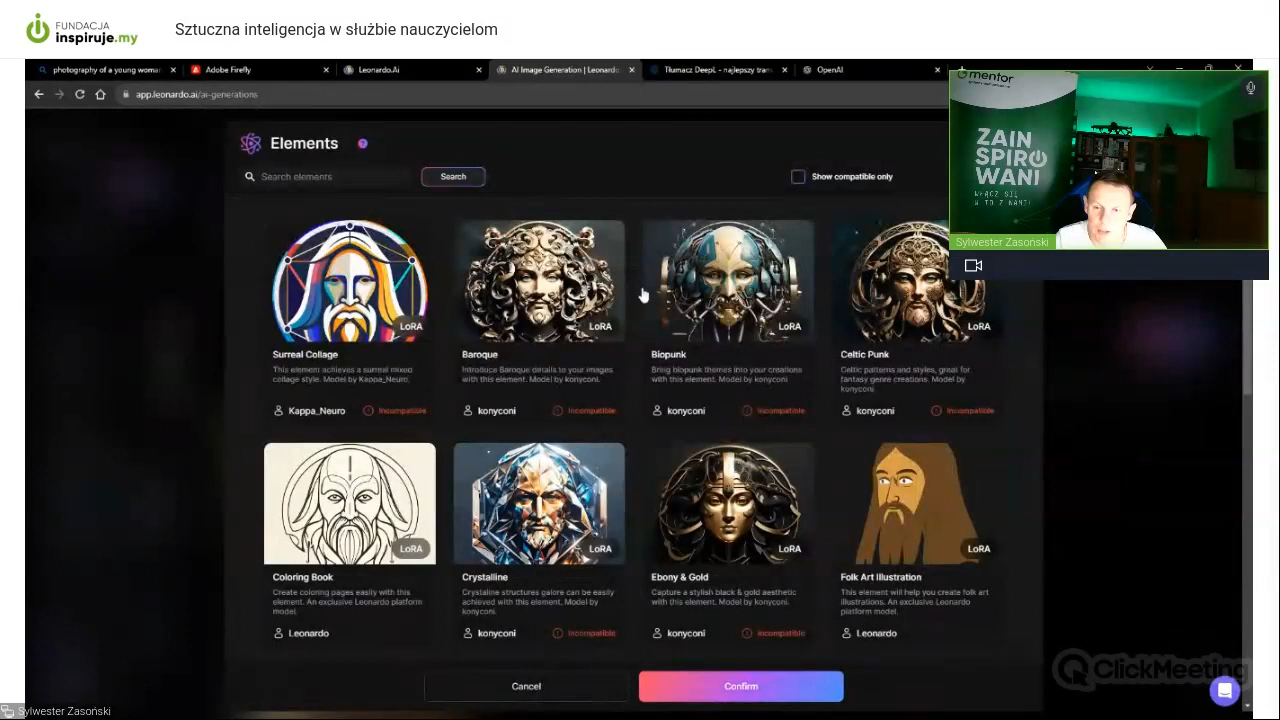 FUNDACJA
inspiruje.my
Sztuczna inteligencja w służbie nauczycielom
photography of a young woman
Adobe Firefly
Leonardo.Ai
AI Image Generation | Leonardo
Tłumacz DeepL - najlepszy tran
OpenAI
app.leonardo.ai/ai-generations
mentor
ZAIN
SPIRO
WANI
WŁĄCZ SIĘ
W TO Z NAMI!
Sylwester Zasoński
Elements
?
Search elements
Search
Show compatible only
LoRA
LoRA
LoRA
LoRA
Surreal Collage
This element achieves a surreal mixed
collage style. Model by Kappa_Neuro.
Kappa_Neuro
Incompatible
Baroque
Introduce Baroque details to your images
with this element. Model by konyconi.
konyconi
Incompatible
Biopunk
Bring biopunk themes into your creations
with this element. Model by konyconi
konyconi
Incompatible
Celtic Punk
Celtic patterns and styles, great for
fantasy genre creations. Model by
konyconi.
konyconi
Incompatible
LoRA
LoRA
LoRA
LoRA
Coloring Book
Create coloring pages easily with this
element. An exclusive Leonardo platform
model.
Leonardo
Crystalline
Crystaline structures galore can be easily
achieved with this element. Model by
konyconi.
konyconi
Incompatible
Ebony & Gold
Capture a stylish black & gold aesthetic
with this element. Model by konyconi.
konyconi
Incompatible
Folk Art Illustration
This element will help you create folk art
illustrations. An exclusive Leonardo
platform model.
Leonardo
Cancel
Confirm
ClickMeeting
Sylwester Zasoński